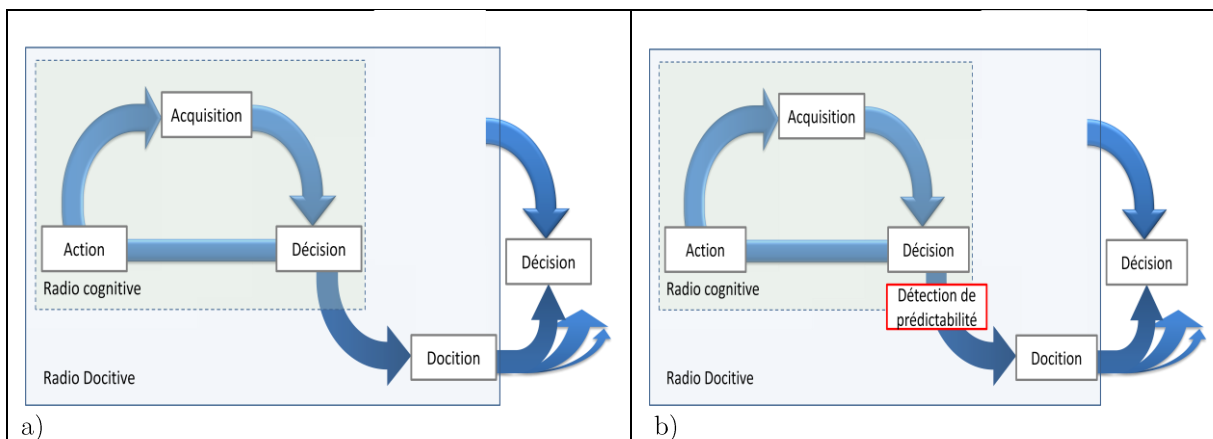 Acquisition
Action
Décision
Décision
Radio cognitive
Docition
Radio Docitive
a)
Acquisition
Action
Décision
Décision
Radio cognitive
Détection de
prédictabilité
Docition
Radio Docitive
b)